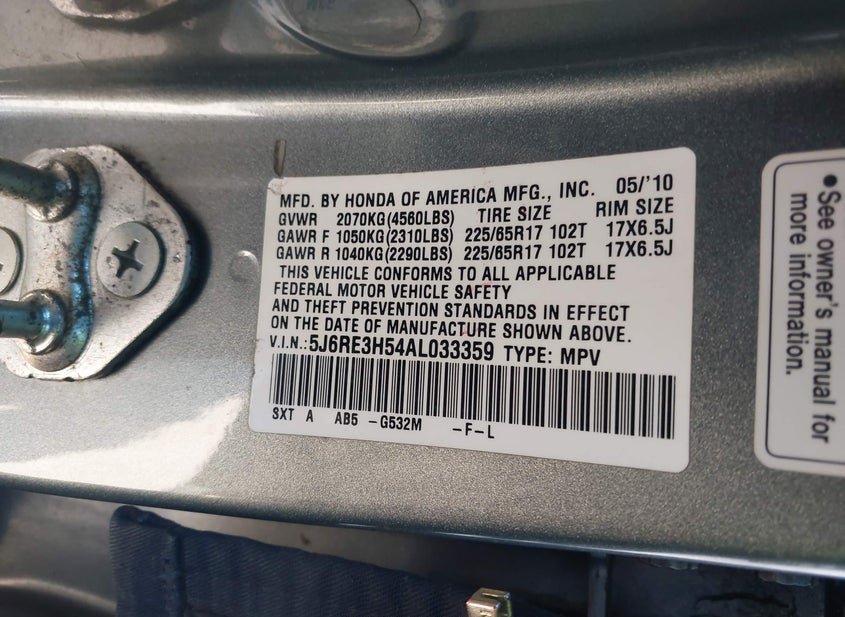 MFD. BY HONDA OF AMERICA MFG., INC. 05/'10
GVWR 2070KG(4560LBS) TIRE SIZE RIM SIZE
GAWR F 1050KG(2310LBS) 225/65R17 102T 17X6.5J
GAWR R 1040KG(2290LBS) 225/65R17 102T 17X6.5J
THIS VEHICLE CONFORMS TO ALL APPLICABLE
FEDERAL MOTOR VEHICLE SAFETY
AND THEFT PREVENTION STANDARDS IN EFFECT
ON THE DATE OF MANUFACTURE SHOWN ABOVE.
V.I.N.:5J6RE3H54AL033359 TYPE: MPV
SXT A AB5 -G532M -F-L
•See owner's manual for
more information.